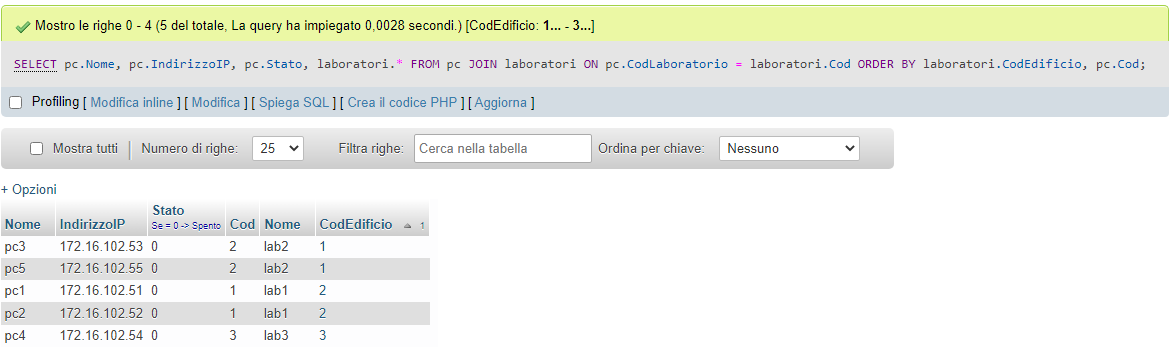 Mostro le righe 0 - 4 (5 del totale, La query ha impiegato 0,0028 secondi.) [CodEdificio: 1... - 3...]
SELECT pc.Nome, pc.IndirizzoIP, pc.Stato, laboratori.* FROM pc JOIN laboratori ON pc.CodLaboratorio = laboratori.Cod ORDER BY laboratori.CodEdificio, pc.Cod;
Profiling [ Modifica inline ] [ Modifica ] [ Spiega SQL ] [ Crea il codice PHP ] [ Aggiorna ]
Mostra tutti Numero di righe: 25 Filtra righe: Cerca nella tabella Ordina per chiave: Nessuno
+ Opzioni
Nome IndirizzoIP Stato Se = 0 -> Spento Cod Nome CodEdificio 1
pc3 172.16.102.53 0 2 lab2 1
pc5 172.16.102.55 0 2 lab2 1
pc1 172.16.102.51 0 1 lab1 2
pc2 172.16.102.52 0 1 lab1 2
pc4 172.16.102.54 0 3 lab3 3